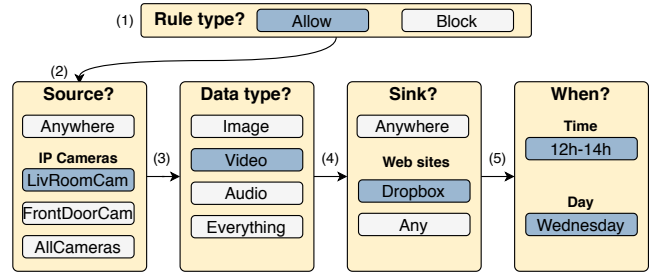 (1) Rule type? Allow Block
(2)
Source?
Anywhere
IP Cameras
LivRoomCam
FrontDoorCam
AllCameras
(3)
Data type?
Image
Video
Audio
Everything
(4)
Sink?
Anywhere
Web sites
Dropbox
Any
(5)
When?
Time
12h-14h
Day
Wednesday